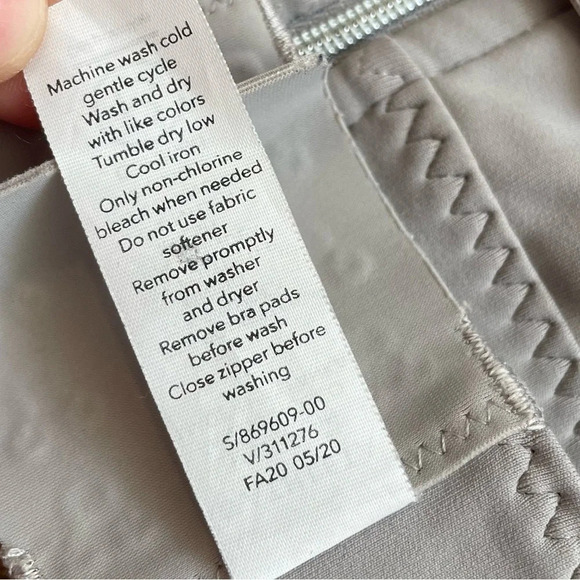 Machine wash cold
gentle cycle
Wash and dry
with like colors
Tumble dry low
Cool iron
Only non-chlorine
bleach when needed
Do not use fabric
softener
Remove promptly
from washer
and dryer
Remove bra pads
before wash
Close zipper before
washing
S/869609-00
V/311276
FA20 05/20